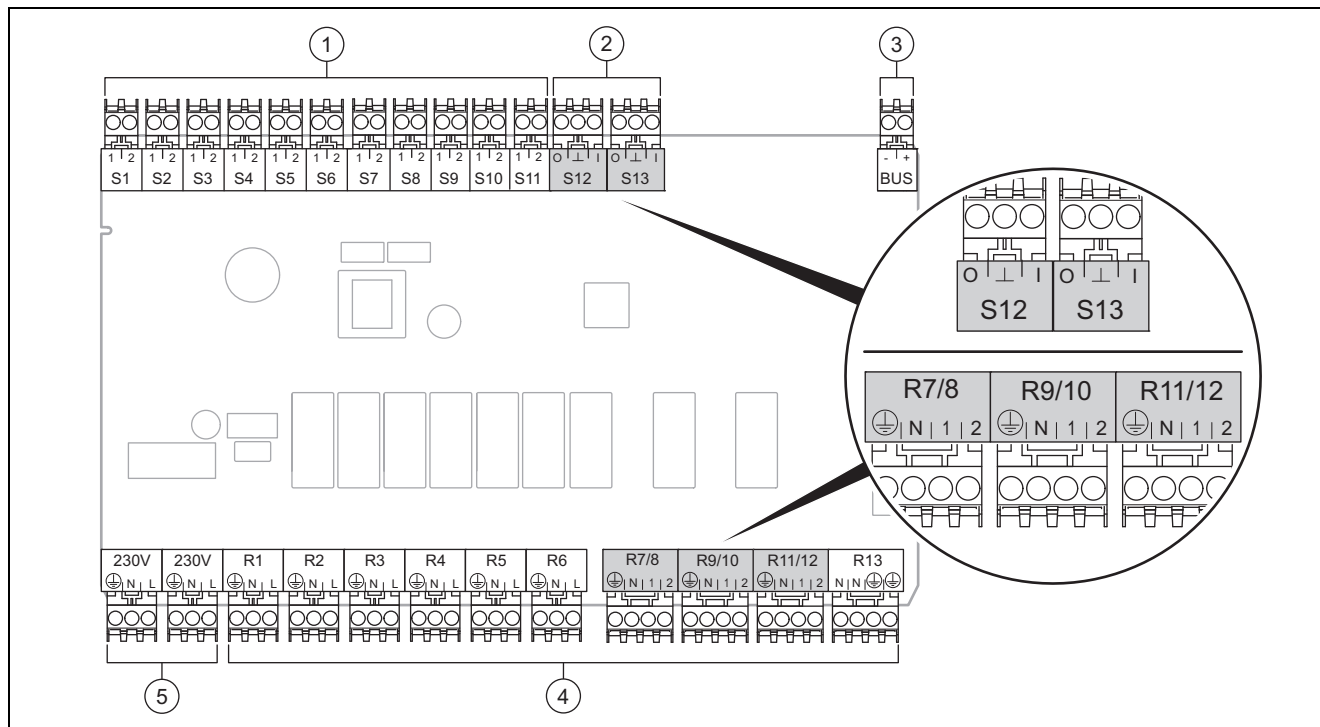 1 2 3
1 2 1 2 1 2 1 2 1 2 1 2 1 2 1 2 1 2 1 2 1 2 O ⊥ I O ⊥ I - +
S1 S2 S3 S4 S5 S6 S7 S8 S9 S10 S11 S12 S13 BUS
O ⊥ I O ⊥ I
S12 S13
R7/8 R9/10 R11/12
N 1 2 N 1 2 N 1 2
230V 230V R1 R2 R3 R4 R5 R6 R7/8 R9/10 R11/12 R13
N L N L N L N L N L N L N L N L N 1 2 N 1 2 N 1 2 N N
5 4